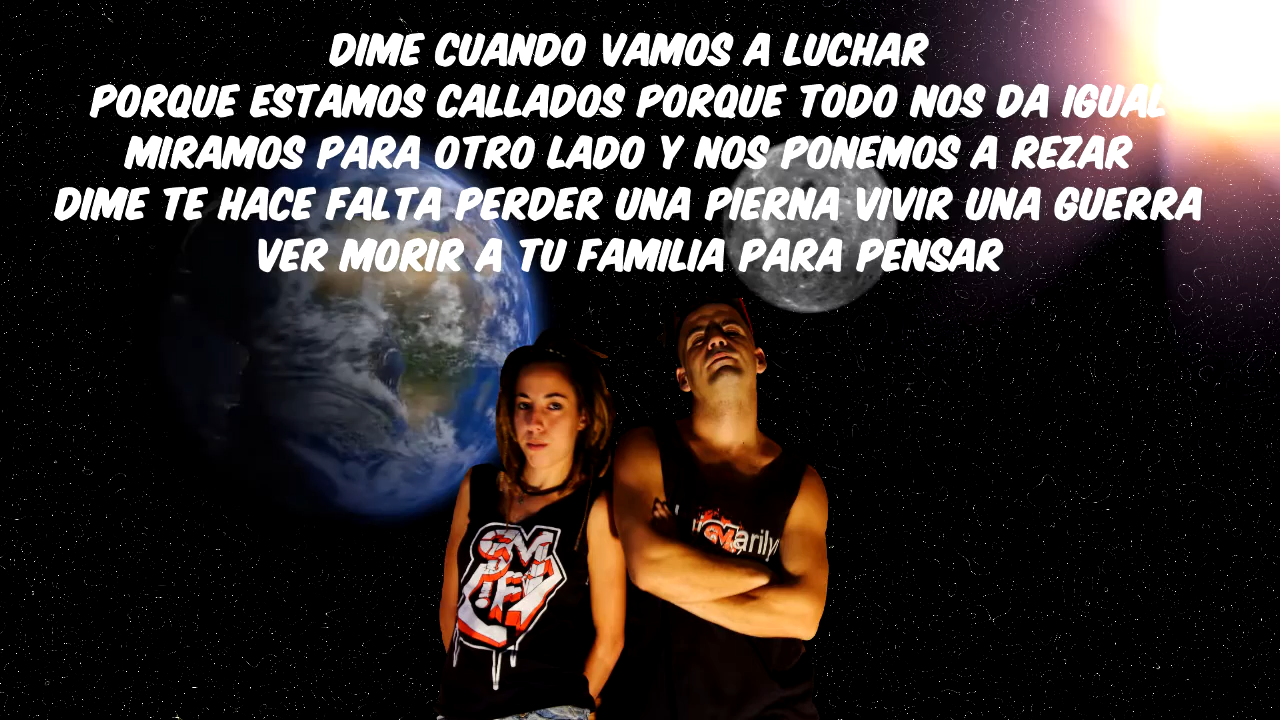 DIME CUANDO VAMOS A LUCHAR
PORQUE ESTAMOS CALLADOS PORQUE TODO NOS DA IGUAL
MIRAMOS PARA OTRO LADO Y NOS PONEMOS A REZAR
DIME TE HACE FALTA PERDER UNA PIERNA VIVIR UNA GUERRA
VER MORIR A TU FAMILIA PARA PENSAR
SM